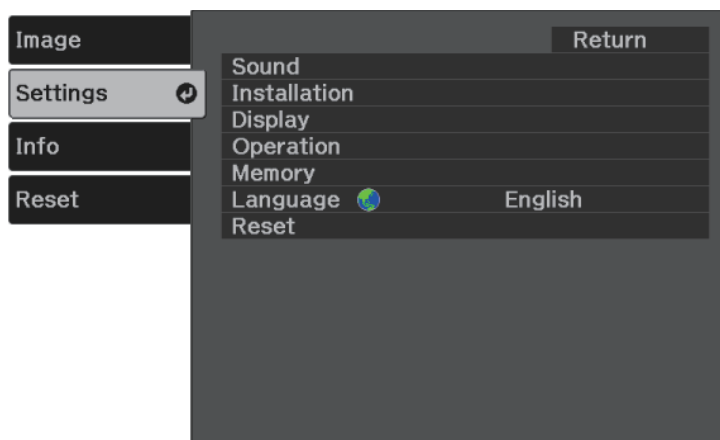 Image
Settings
Info
Reset
Return
Sound
Installation
Display
Operation
Memory
Language English
Reset